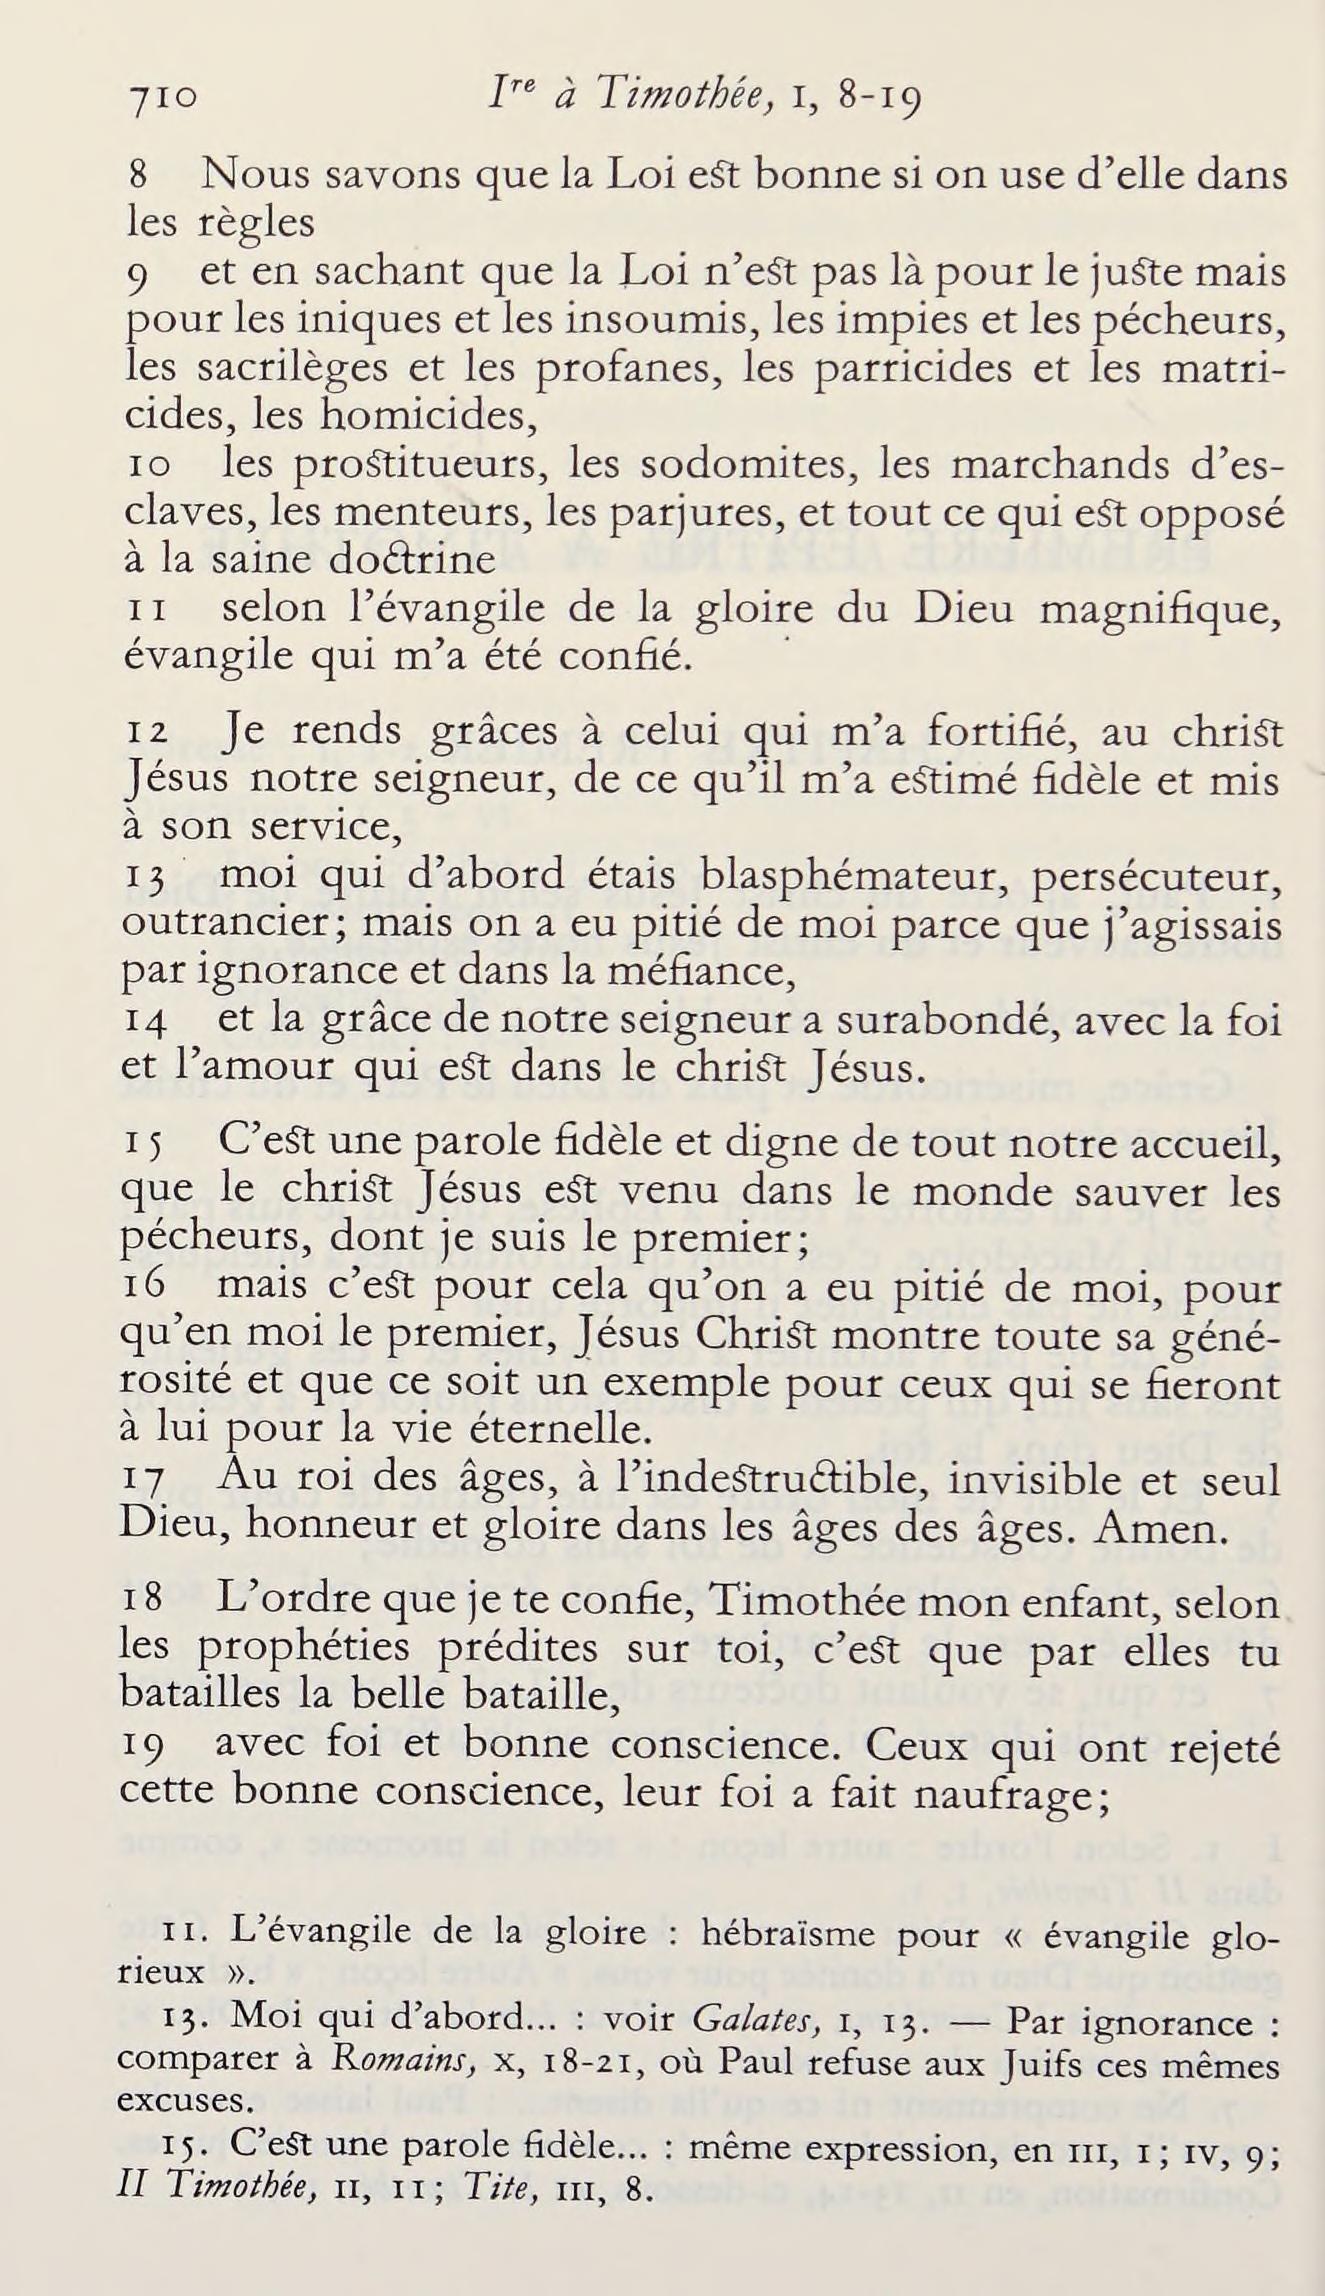 710 Iʳᵉ à Timothée, I, 8-19
8 Nous savons que la Loi est bonne si on use d’elle dans
les règles
9 et en sachant que la Loi n’est pas là pour le juste mais
pour les iniques et les insoumis, les impies et les pécheurs,
les sacrilèges et les profanes, les parricides et les matri-
cides, les homicides,
10 les prostitueurs, les sodomites, les marchands d’es-
claves, les menteurs, les parjures, et tout ce qui est opposé
à la saine doctrine
11 selon l’évangile de la gloire du Dieu magnifique,
évangile qui m’a été confié.
12 Je rends grâces à celui qui m’a fortifié, au christ
Jésus notre seigneur, de ce qu’il m’a estimé fidèle et mis
à son service,
13 moi qui d’abord étais blasphémateur, persécuteur,
outrancier; mais on a eu pitié de moi parce que j’agissais
par ignorance et dans la méfiance,
14 et la grâce de notre seigneur a surabondé, avec la foi
et l’amour qui est dans le christ Jésus.
15 C’est une parole fidèle et digne de tout notre accueil,
que le christ Jésus est venu dans le monde sauver les
pécheurs, dont je suis le premier;
16 mais c’est pour cela qu’on a eu pitié de moi, pour
qu’en moi le premier, Jésus Christ montre toute sa géné-
rosité et que ce soit un exemple pour ceux qui se fieront
à lui pour la vie éternelle.
17 Au roi des âges, à l’indestructible, invisible et seul
Dieu, honneur et gloire dans les âges des âges. Amen.
18 L’ordre que je te confie, Timothée mon enfant, selon
les prophéties prédites sur toi, c’est que par elles tu
batailles la belle bataille,
19 avec foi et bonne conscience. Ceux qui ont rejeté
cette bonne conscience, leur foi a fait naufrage;
11. L’évangile de la gloire : hébraïsme pour « évangile glo-
rieux ».
13. Moi qui d’abord... : voir Galates, I, 13. — Par ignorance :
comparer à Romains, X, 18-21, où Paul refuse aux Juifs ces mêmes
excuses.
15. C’est une parole fidèle... : même expression, en III, 1; IV, 9;
II Timothée, II, 11; Tite, III, 8.